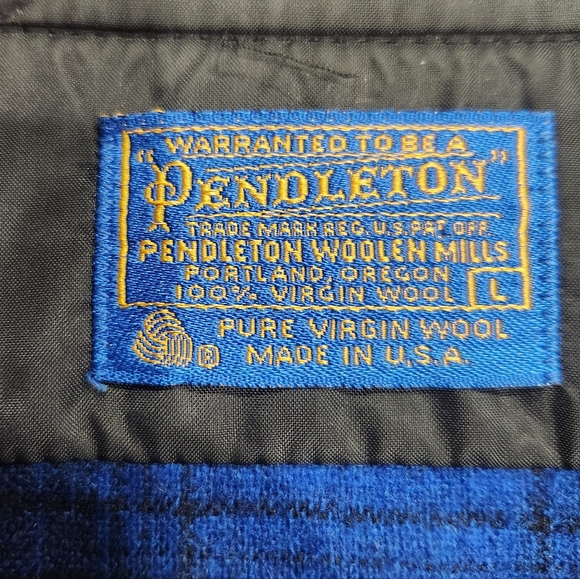 WARRANTED TO BE A
"PENDLETON"
TRADE MARK REG. U.S. PAT. OFF.
PENDLETON WOOLEN MILLS
PORTLAND, OREGON
100% VIRGIN WOOL L
® PURE VIRGIN WOOL
MADE IN U.S.A.